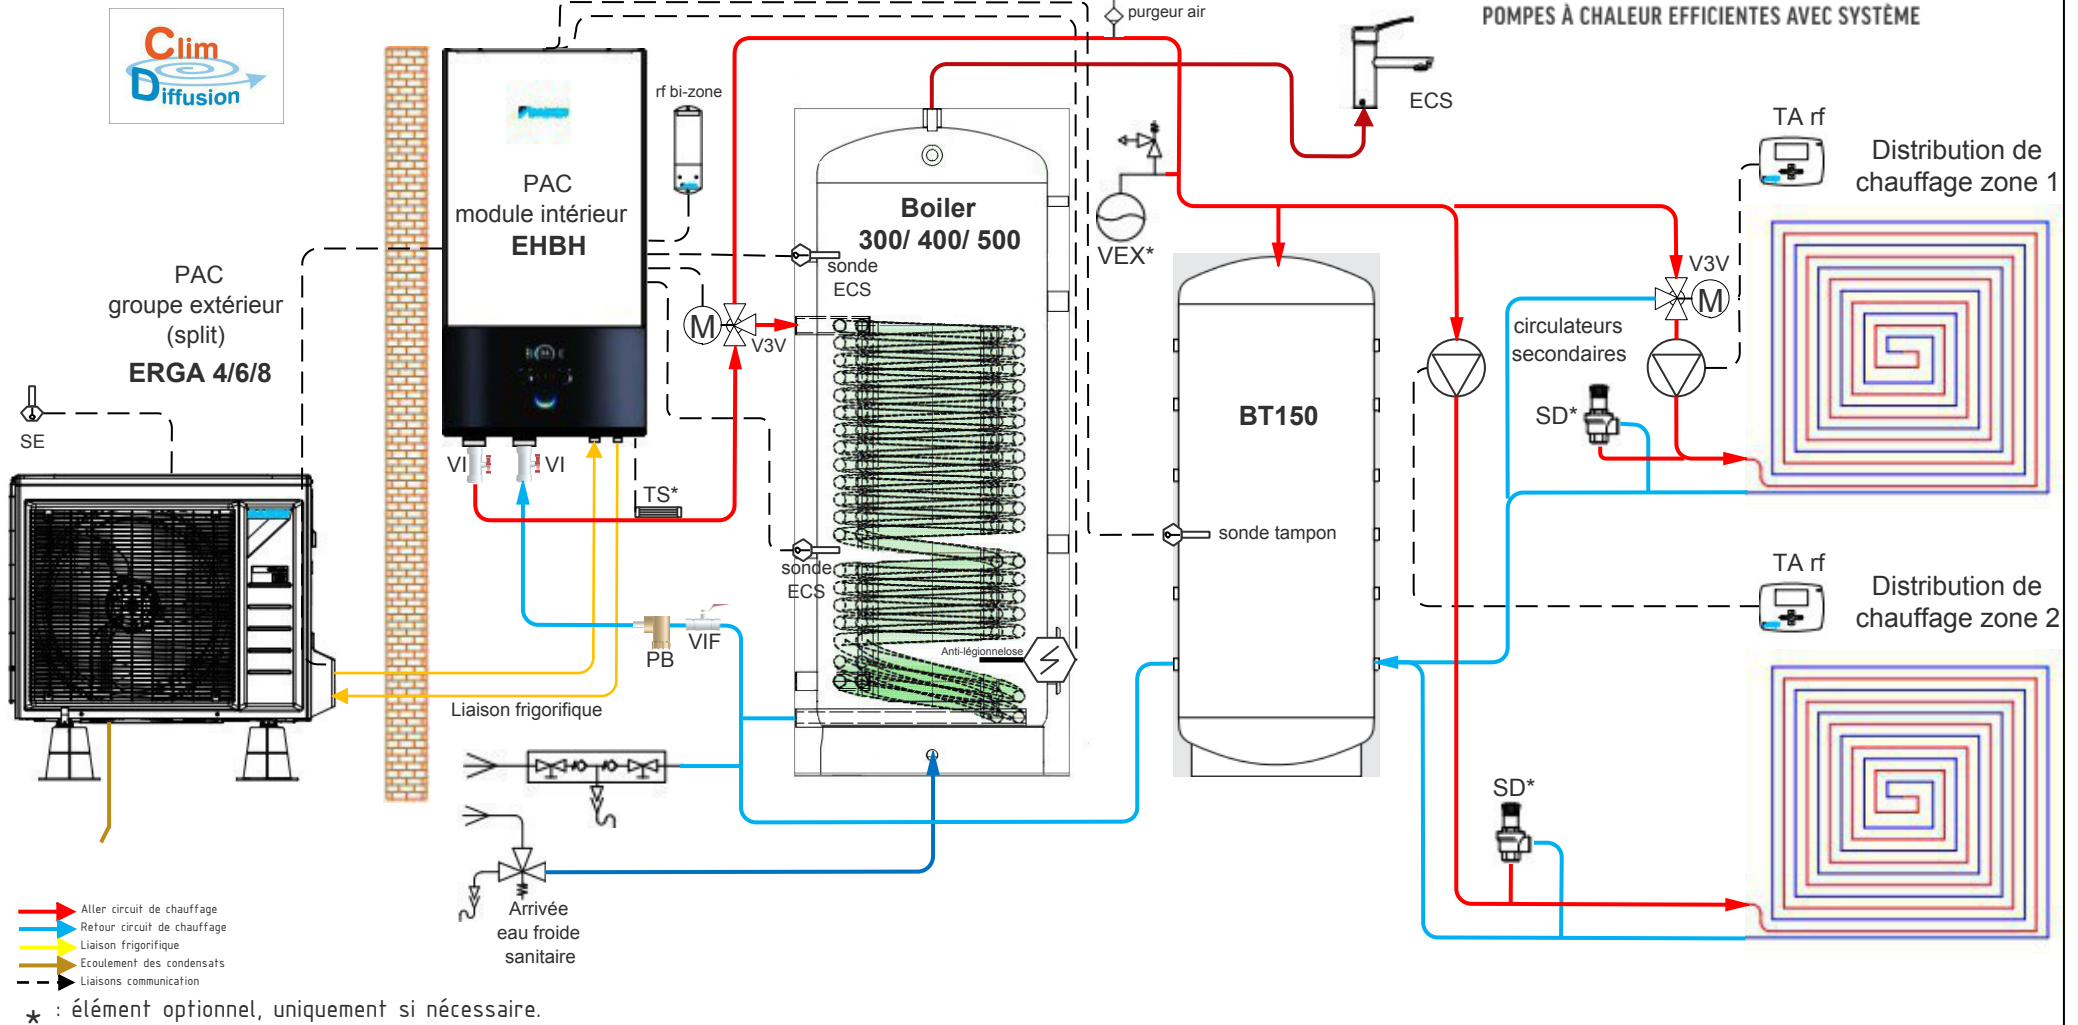 Clim
Diffusion
purgeur air
POMPES À CHALEUR EFFICIENTES AVEC SYSTÈME
rf bi-zone
ECS
TA rf
Distribution de
chauffage zone 1
PAC
module intérieur
EHBH
Boiler
300/ 400/ 500
sonde
ECS
VEX*
PAC
groupe extérieur
(split)
ERGA 4/6/8
M
V3V
V3V
M
circulateurs
secondaires
SE
VI
VI
TS*
BT150
SD*
sonde tampon
sonde
ECS
TA rf
Distribution de
chauffage zone 2
PB
VIF
Anti-légionnelose
Liaison frigorifique
SD*
Arrivée
eau froide
sanitaire
Aller circuit de chauffage
Retour circuit de chauffage
Liaison frigorifique
Ecoulement des condensats
Liaisons communication
* : élément optionnel, uniquement si nécessaire.